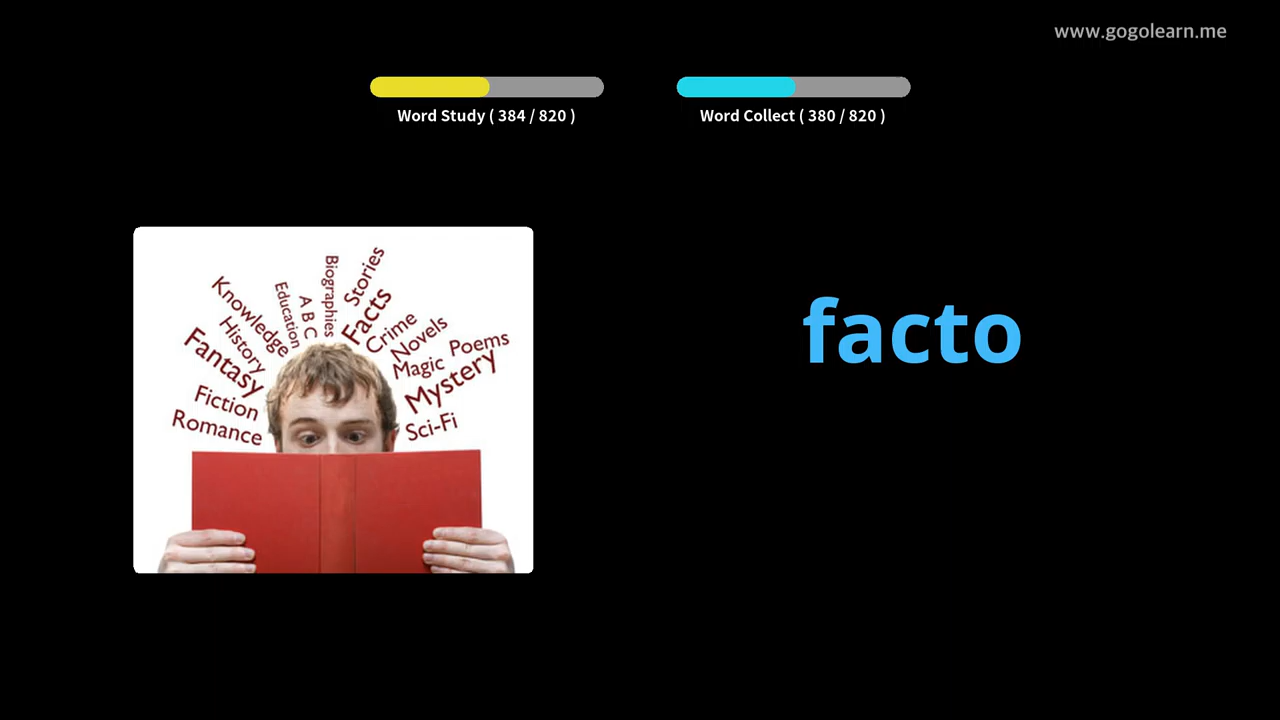 www.gogolearn.me
Word Study ( 384 / 820 )
Word Collect ( 380 / 820 )
facto
Biographies
Stories
Education
A B C
Facts
Knowledge
Crime
History
Novels
Poems
Fantasy
Magic
Mystery
Fiction
Sci-Fi
Romance